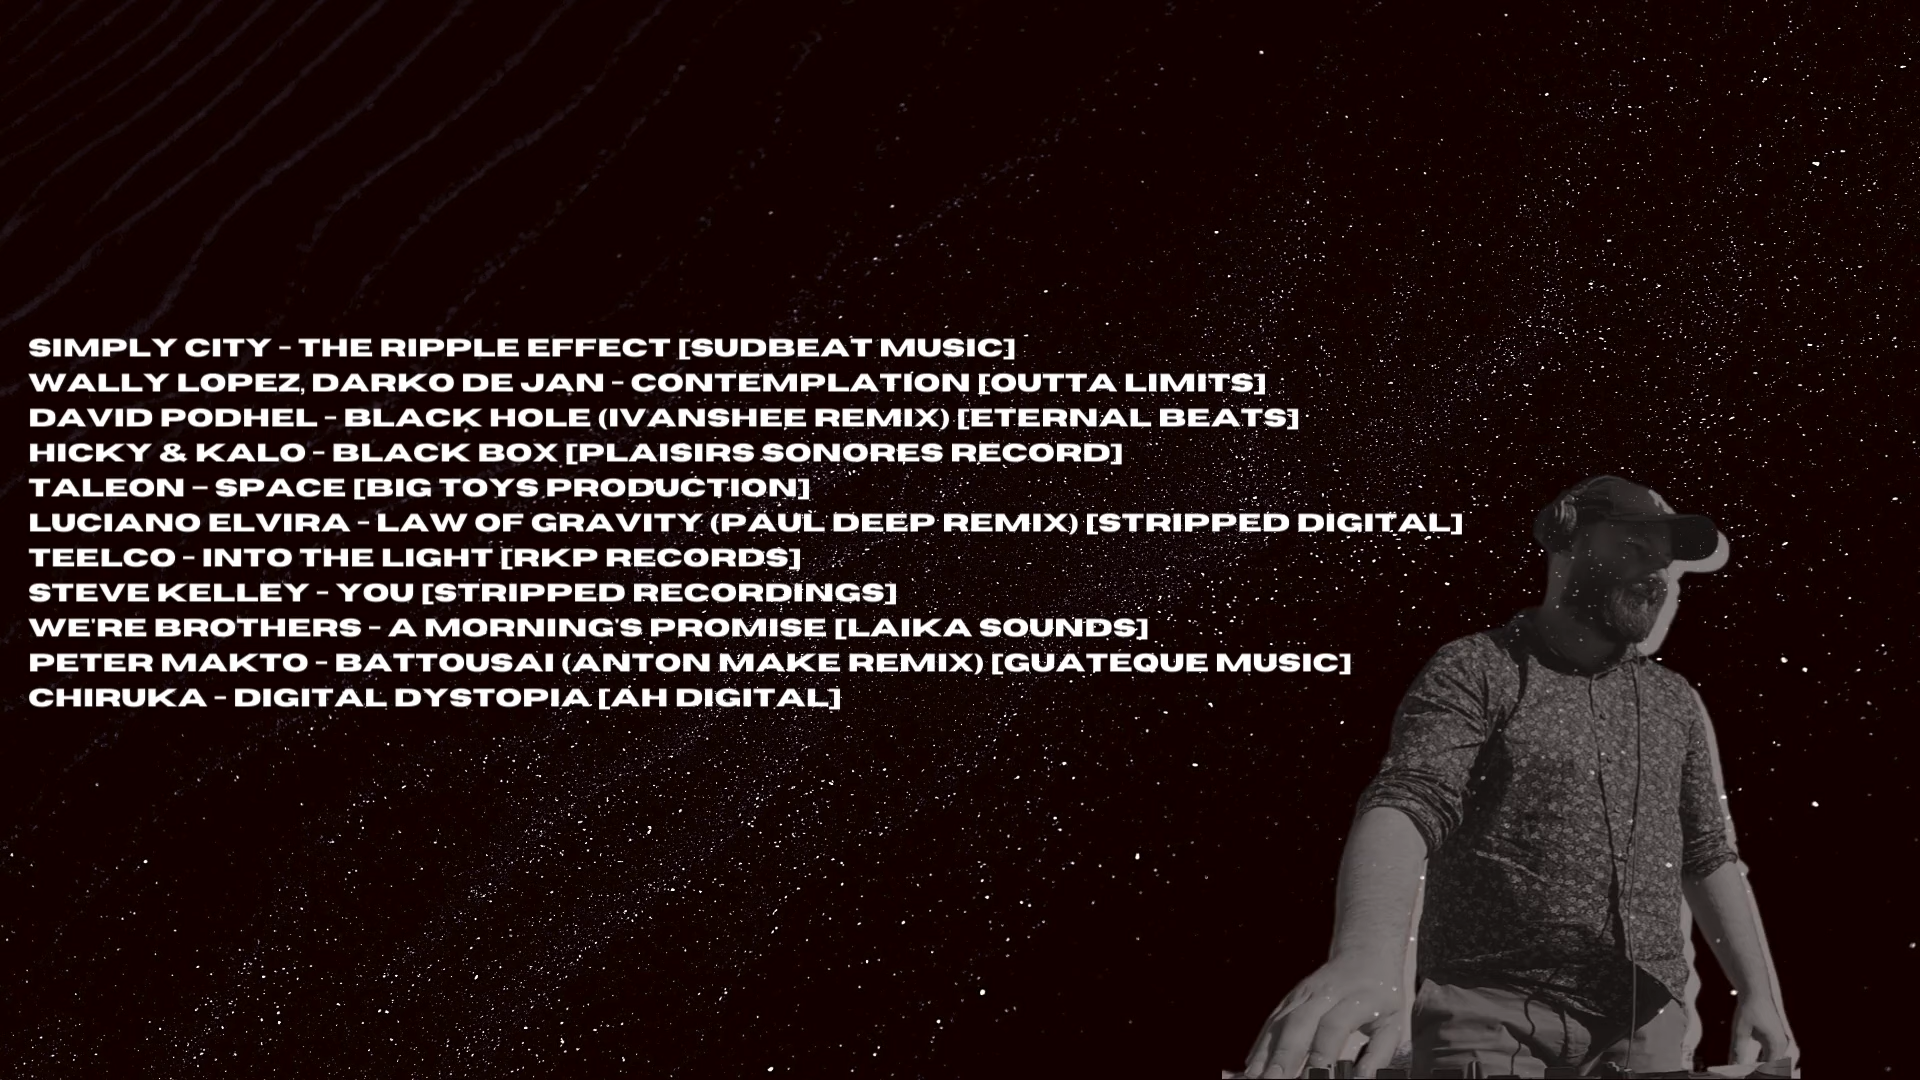 SIMPLY CITY - THE RIPPLE EFFECT [SUDBEAT MUSIC]
WALLY LOPEZ, DARKO DE JAN - CONTEMPLATION [OUTTA LIMITS]
DAVID PODHEL - BLACK HOLE (IVANSHEE REMIX) [ETERNAL BEATS]
HICKY & KALO - BLACK BOX [PLAISIRS SONORES RECORD]
TALEON – SPACE [BIG TOYS PRODUCTION]
LUCIANO ELVIRA - LAW OF GRAVITY (PAUL DEEP REMIX) [STRIPPED DIGITAL]
TEELCO - INTO THE LIGHT [RKP RECORDS]
STEVE KELLEY - YOU [STRIPPED RECORDINGS]
WE'RE BROTHERS - A MORNING'S PROMISE [LAIKA SOUNDS]
PETER MAKTO - BATTOUSAI (ANTON MAKE REMIX) [GUATEQUE MUSIC]
CHIRUKA - DIGITAL DYSTOPIA [AH DIGITAL]